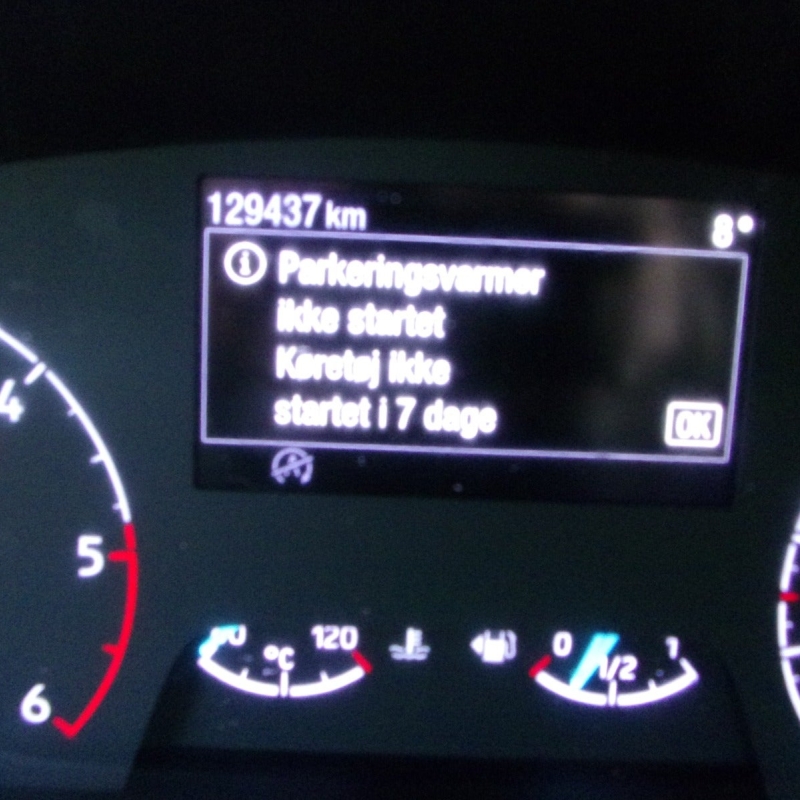 129437 km
8°
Parkeringsvarmer
ikke startet
Køretøj ikke
startet i 7 dage
OK
4
5
6
120
°C
0
1/2
1